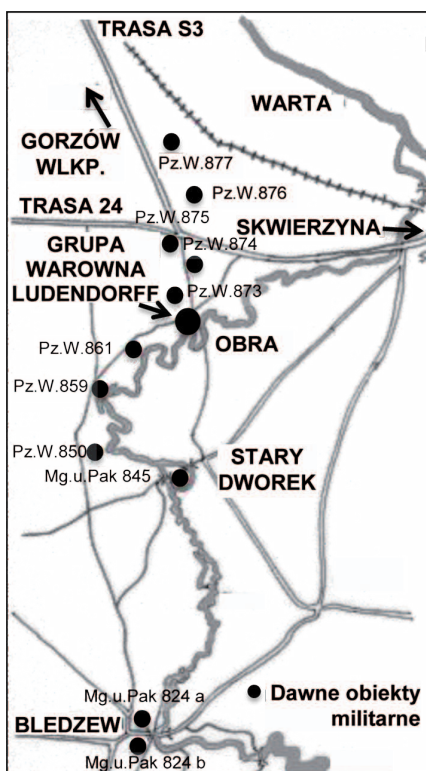 TRASA S3
WARTA
GORZÓW
WLKP.
Pz.W.877
Pz.W.876
TRASA 24
Pz.W.875
SKWIERZYNA
GRUPA
WAROWNA
LUDENDORFF
Pz.W.874
Pz.W.873
OBRA
Pz.W.861
Pz.W.859
Pz.W.850
STARY
DWOREK
Mg.u.Pak 845
Mg.u.Pak 824 a
Dawne obiekty
militarne
BLEDZEW
Mg.u.Pak 824 b